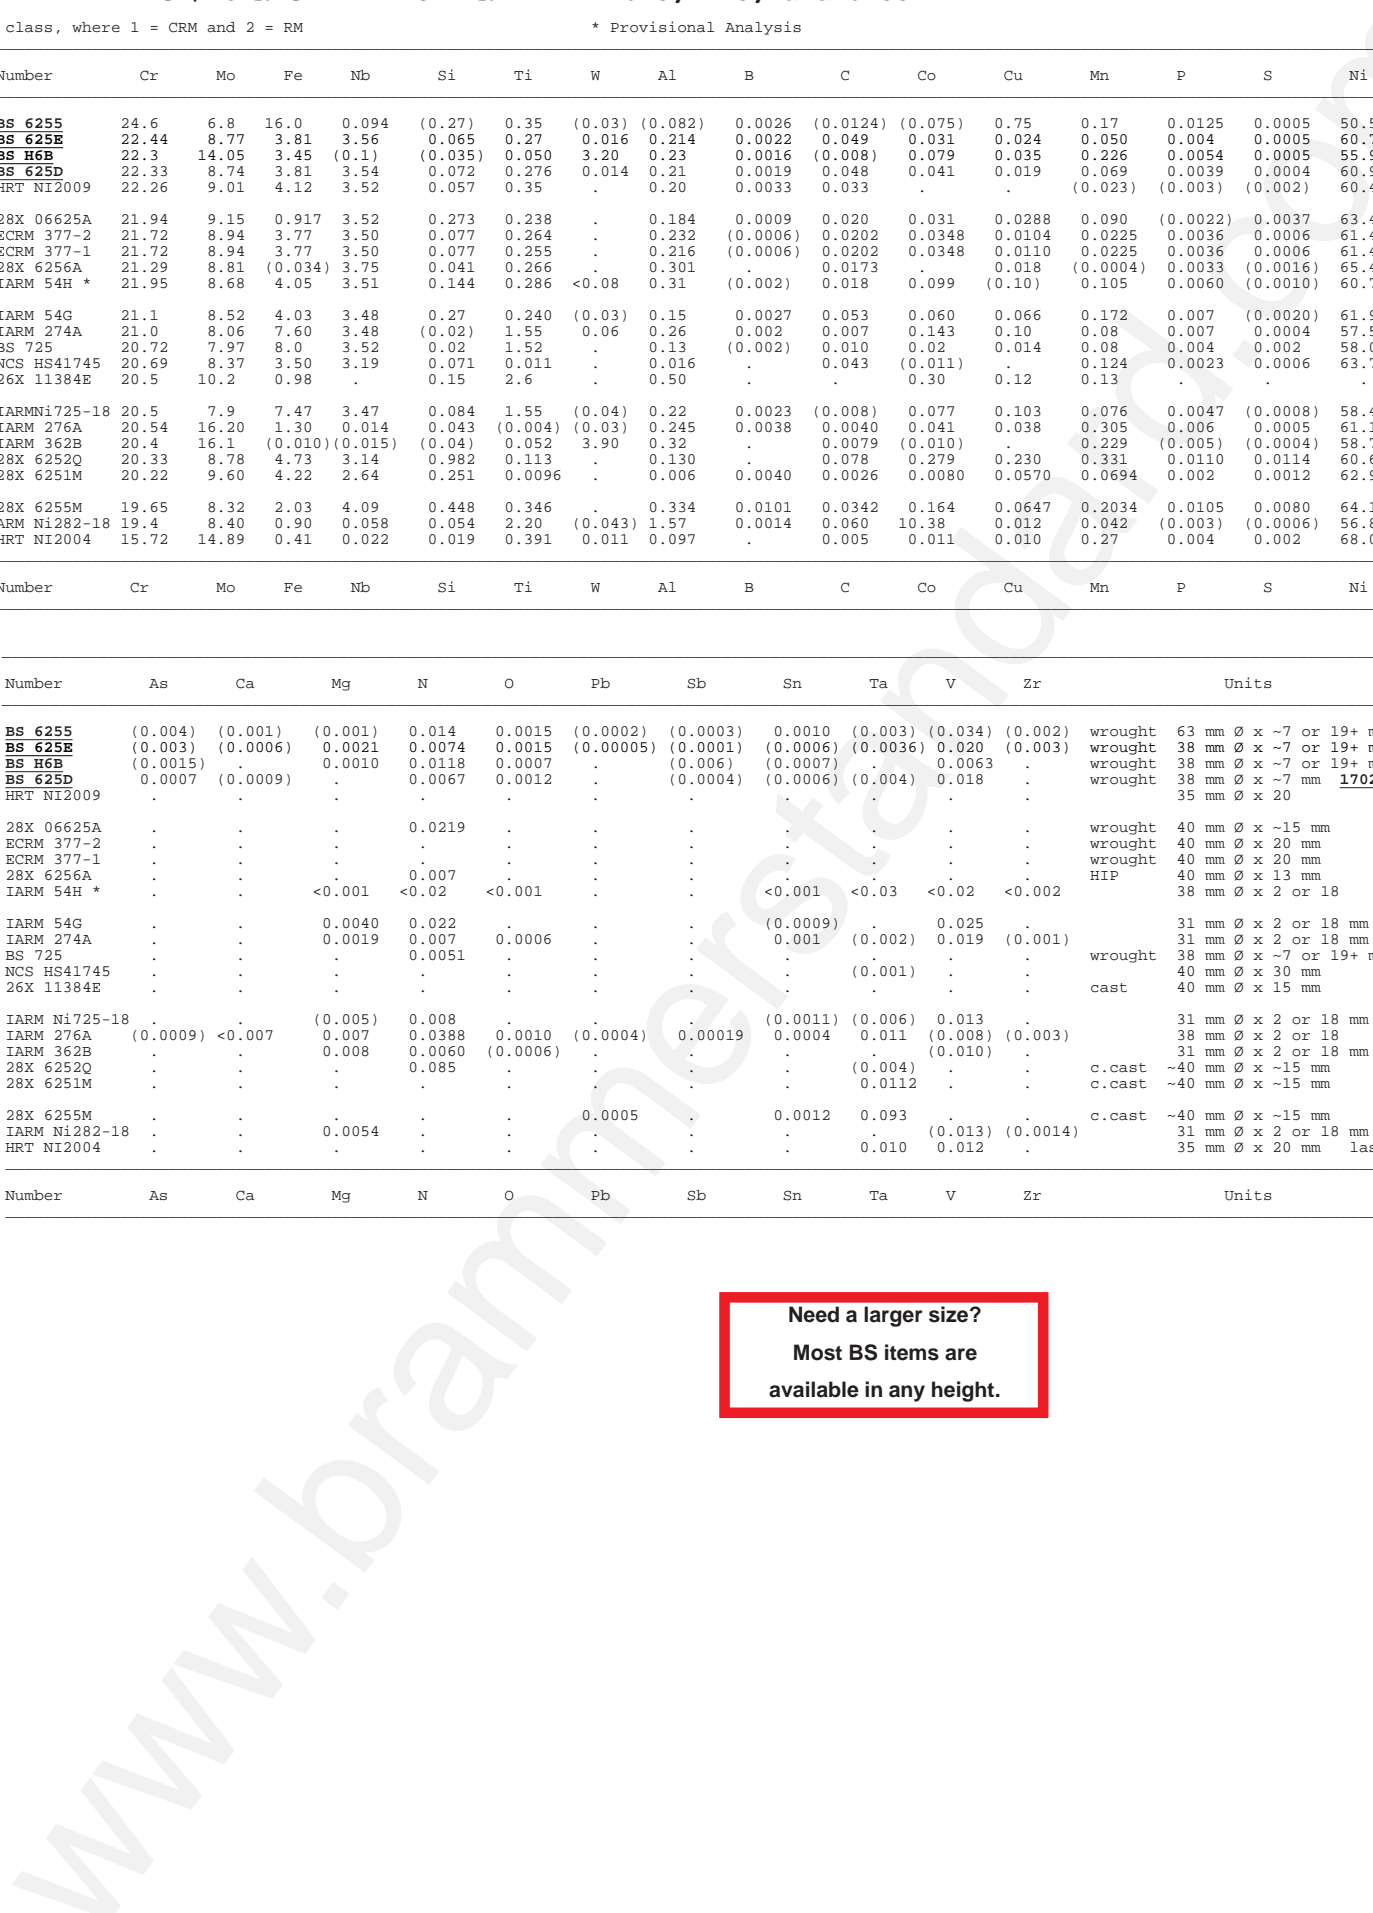 class, where 1 = CRM and 2 = RM * Provisional Analysis
Number Cr Mo Fe Nb Si Ti W Al B C Co Cu Mn P S Ni
BS 6255 24.6 6.8 16.0 0.094 (0.27) 0.35 (0.03) (0.082) 0.0026 (0.0124) (0.075) 0.75 0.17 0.0125 0.0005 50.5
BS 625E 22.44 8.77 3.81 3.56 0.065 0.27 0.016 0.214 0.0022 0.049 0.031 0.024 0.050 0.004 0.0005 60.7
BS H6B 22.3 14.05 3.45 (0.1) (0.035) 0.050 3.20 0.23 0.0016 (0.008) 0.079 0.035 0.226 0.0054 0.0005 55.9
BS 625D 22.33 8.74 3.81 3.54 0.072 0.276 0.014 0.21 0.0019 0.048 0.041 0.019 0.069 0.0039 0.0004 60.9
HRT NI2009 22.26 9.01 4.12 3.52 0.057 0.35 . 0.20 0.0033 0.033 . . (0.023) (0.003) (0.002) 60.4
28X 06625A 21.94 9.15 0.917 3.52 0.273 0.238 . 0.184 0.0009 0.020 0.031 0.0288 0.090 (0.0022) 0.0037 63.4
ECRM 377-2 21.72 8.94 3.77 3.50 0.077 0.264 . 0.232 (0.0006) 0.0202 0.0348 0.0104 0.0225 0.0036 0.0006 61.4
ECRM 377-1 21.72 8.94 3.77 3.50 0.077 0.255 . 0.216 (0.0006) 0.0202 0.0348 0.0110 0.0225 0.0036 0.0006 61.4
28X 6256A 21.29 8.81 (0.034) 3.75 0.041 0.266 . 0.301 . 0.0173 . 0.018 (0.0004) 0.0033 (0.0016) 65.4
IARM 54H * 21.95 8.68 4.05 3.51 0.144 0.286 <0.08 0.31 (0.002) 0.018 0.099 (0.10) 0.105 0.0060 (0.0010) 60.7
IARM 54G 21.1 8.52 4.03 3.48 0.27 0.240 (0.03) 0.15 0.0027 0.053 0.060 0.066 0.172 0.007 (0.0020) 61.9
IARM 274A 21.0 8.06 7.60 3.48 (0.02) 1.55 0.06 0.26 0.002 0.007 0.143 0.10 0.08 0.007 0.0004 57.5
BS 725 20.72 7.97 8.0 3.52 0.02 1.52 . 0.13 (0.002) 0.010 0.02 0.014 0.08 0.004 0.002 58.0
NCS HS41745 20.69 8.37 3.50 3.19 0.071 0.011 . 0.016 . 0.043 (0.011) . 0.124 0.0023 0.0006 63.7
26X 11384E 20.5 10.2 0.98 . 0.15 2.6 . 0.50 . . 0.30 0.12 0.13 . . .
IARMNi725-18 20.5 7.9 7.47 3.47 0.084 1.55 (0.04) 0.22 0.0023 (0.008) 0.077 0.103 0.076 0.0047 (0.0008) 58.4
IARM 276A 20.54 16.20 1.30 0.014 0.043 (0.004) (0.03) 0.245 0.0038 0.0040 0.041 0.038 0.305 0.006 0.0005 61.1
IARM 362B 20.4 16.1 (0.010) (0.015) (0.04) 0.052 3.90 0.32 . 0.0079 (0.010) . 0.229 (0.005) (0.0004) 58.7
28X 6252Q 20.33 8.78 4.73 3.14 0.982 0.113 . 0.130 . 0.078 0.279 0.230 0.331 0.0110 0.0114 60.6
28X 6251M 20.22 9.60 4.22 2.64 0.251 0.0096 . 0.006 0.0040 0.0026 0.0080 0.0570 0.0694 0.002 0.0012 62.9
28X 6255M 19.65 8.32 2.03 4.09 0.448 0.346 . 0.334 0.0101 0.0342 0.164 0.0647 0.2034 0.0105 0.0080 64.1
ARM Ni282-18 19.4 8.40 0.90 0.058 0.054 2.20 (0.043) 1.57 0.0014 0.060 10.38 0.012 0.042 (0.003) (0.0006) 56.8
HRT NI2004 15.72 14.89 0.41 0.022 0.019 0.391 0.011 0.097 . 0.005 0.011 0.010 0.27 0.004 0.002 68.0
Number Cr Mo Fe Nb Si Ti W Al B C Co Cu Mn P S Ni
Number As Ca Mg N O Pb Sb Sn Ta V Zr Units
BS 6255 (0.004) (0.001) (0.001) 0.014 0.0015 (0.0002) (0.0003) 0.0010 (0.003) (0.034) (0.002) wrought 63 mm Ø x ~7 or 19+ m
BS 625E (0.003) (0.0006) 0.0021 0.0074 0.0015 (0.00005) (0.0001) (0.0006) (0.0036) 0.020 (0.003) wrought 38 mm Ø x ~7 or 19+ m
BS H6B (0.0015) . 0.0010 0.0118 0.0007 . (0.006) (0.0007) . 0.0063 . wrought 38 mm Ø x ~7 or 19+ m
BS 625D 0.0007 (0.0009) . 0.0067 0.0012 . (0.0004) (0.0006) (0.004) 0.018 . wrought 38 mm Ø x ~7 mm 1702
HRT NI2009 . . . . . . . . . . . 35 mm Ø x 20
28X 06625A . . . 0.0219 . . . . . . . wrought 40 mm Ø x ~15 mm
ECRM 377-2 . . . . . . . . . . . wrought 40 mm Ø x 20 mm
ECRM 377-1 . . . . . . . . . . . wrought 40 mm Ø x 20 mm
28X 6256A . . . 0.007 . . . . . . . HIP 40 mm Ø x 13 mm
IARM 54H * . . <0.001 <0.02 <0.001 . . <0.001 <0.03 <0.02 <0.002 38 mm Ø x 2 or 18
IARM 54G . . 0.0040 0.022 . . . (0.0009) . 0.025 . 31 mm Ø x 2 or 18 mm
IARM 274A . . 0.0019 0.007 0.0006 . . 0.001 (0.002) 0.019 (0.001) 31 mm Ø x 2 or 18 mm
BS 725 . . . 0.0051 . . . . . . . wrought 38 mm Ø x ~7 or 19+ m
NCS HS41745 . . . . . . . . (0.001) . . 40 mm Ø x 30 mm
26X 11384E . . . . . . . . . . . cast 40 mm Ø x 15 mm
IARM Ni725-18 . . (0.005) 0.008 . . . (0.0011) (0.006) 0.013 . 31 mm Ø x 2 or 18 mm
IARM 276A (0.0009) <0.007 0.007 0.0388 0.0010 (0.0004) 0.00019 0.0004 0.011 (0.008) (0.003) 38 mm Ø x 2 or 18
IARM 362B . . 0.008 0.0060 (0.0006) . . . . (0.010) . 31 mm Ø x 2 or 18 mm
28X 6252Q . . . 0.085 . . . . (0.004) . . c.cast ~40 mm Ø x ~15 mm
28X 6251M . . . . . . . . 0.0112 . . c.cast ~40 mm Ø x ~15 mm
28X 6255M . . . . . 0.0005 . 0.0012 0.093 . . c.cast ~40 mm Ø x ~15 mm
IARM Ni282-18 . . 0.0054 . . . . . . (0.013) (0.0014) 31 mm Ø x 2 or 18 mm
HRT NI2004 . . . . . . . . 0.010 0.012 . 35 mm Ø x 20 mm las
Number As Ca Mg N O Pb Sb Sn Ta V Zr Units
Need a larger size?
Most BS items are
available in any height.
www.brammerstandard.com